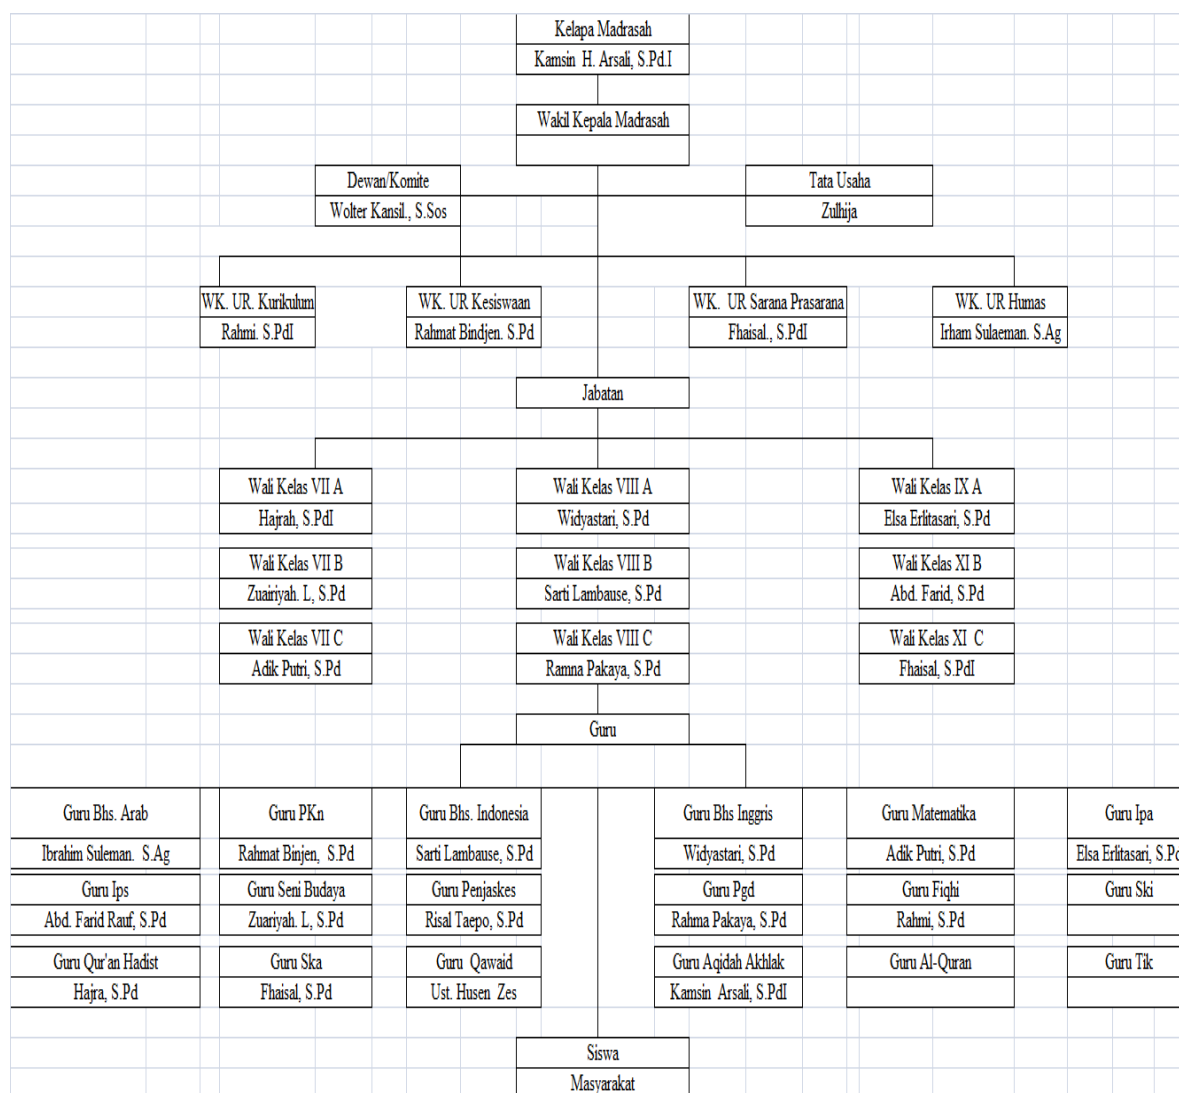 Kelapa Madrasah
Kamsin H. Arsali, S.Pd.I
Wakil Kepala Madrasah
Dewan/Komite
Wolter Kansil., S.Sos
Tata Usaha
Zulhija
WK. UR. Kurikulum
Rahmi. S.PdI
WK. UR Kesiswaan
Rahmat Bindjen. S.Pd
WK. UR Sarana Prasarana
Fhaisal., S.PdI
WK. UR Humas
Irham Sulaeman. S.Ag
Jabatan
Wali Kelas VII A
Hajrah, S.PdI
Wali Kelas VIII A
Widyastari, S.Pd
Wali Kelas IX A
Elsa Erlitasari, S.Pd
Wali Kelas VII B
Zuairiyah. L, S.Pd
Wali Kelas VIII B
Sarti Lambause, S.Pd
Wali Kelas XI B
Abd. Farid, S.Pd
Wali Kelas VII C
Adik Putri, S.Pd
Wali Kelas VIII C
Ramna Pakaya, S.Pd
Wali Kelas XI C
Fhaisal, S.PdI
Guru
Guru Bhs. Arab
Ibrahim Suleman. S.Ag
Guru PKn
Rahmat Binjen, S.Pd
Guru Bhs. Indonesia
Sarti Lambause, S.Pd
Guru Bhs Inggris
Widyastari, S.Pd
Guru Matematika
Adik Putri, S.Pd
Guru Ipa
Elsa Erlitasari, S.Pd
Guru Ips
Abd. Farid Rauf, S.Pd
Guru Seni Budaya
Zuariyah. L, S.Pd
Guru Penjaskes
Risal Taepo, S.Pd
Guru Pgd
Rahma Pakaya, S.Pd
Guru Fiqhi
Rahmi, S.Pd
Guru Ski
Guru Qur'an Hadist
Hajra, S.Pd
Guru Ska
Fhaisal, S.Pd
Guru Qawaid
Ust. Husen Zes
Guru Aqidah Akhlak
Kamsin Arsali, S.PdI
Guru Al-Quran
Guru Tik
Siswa
Masyarakat